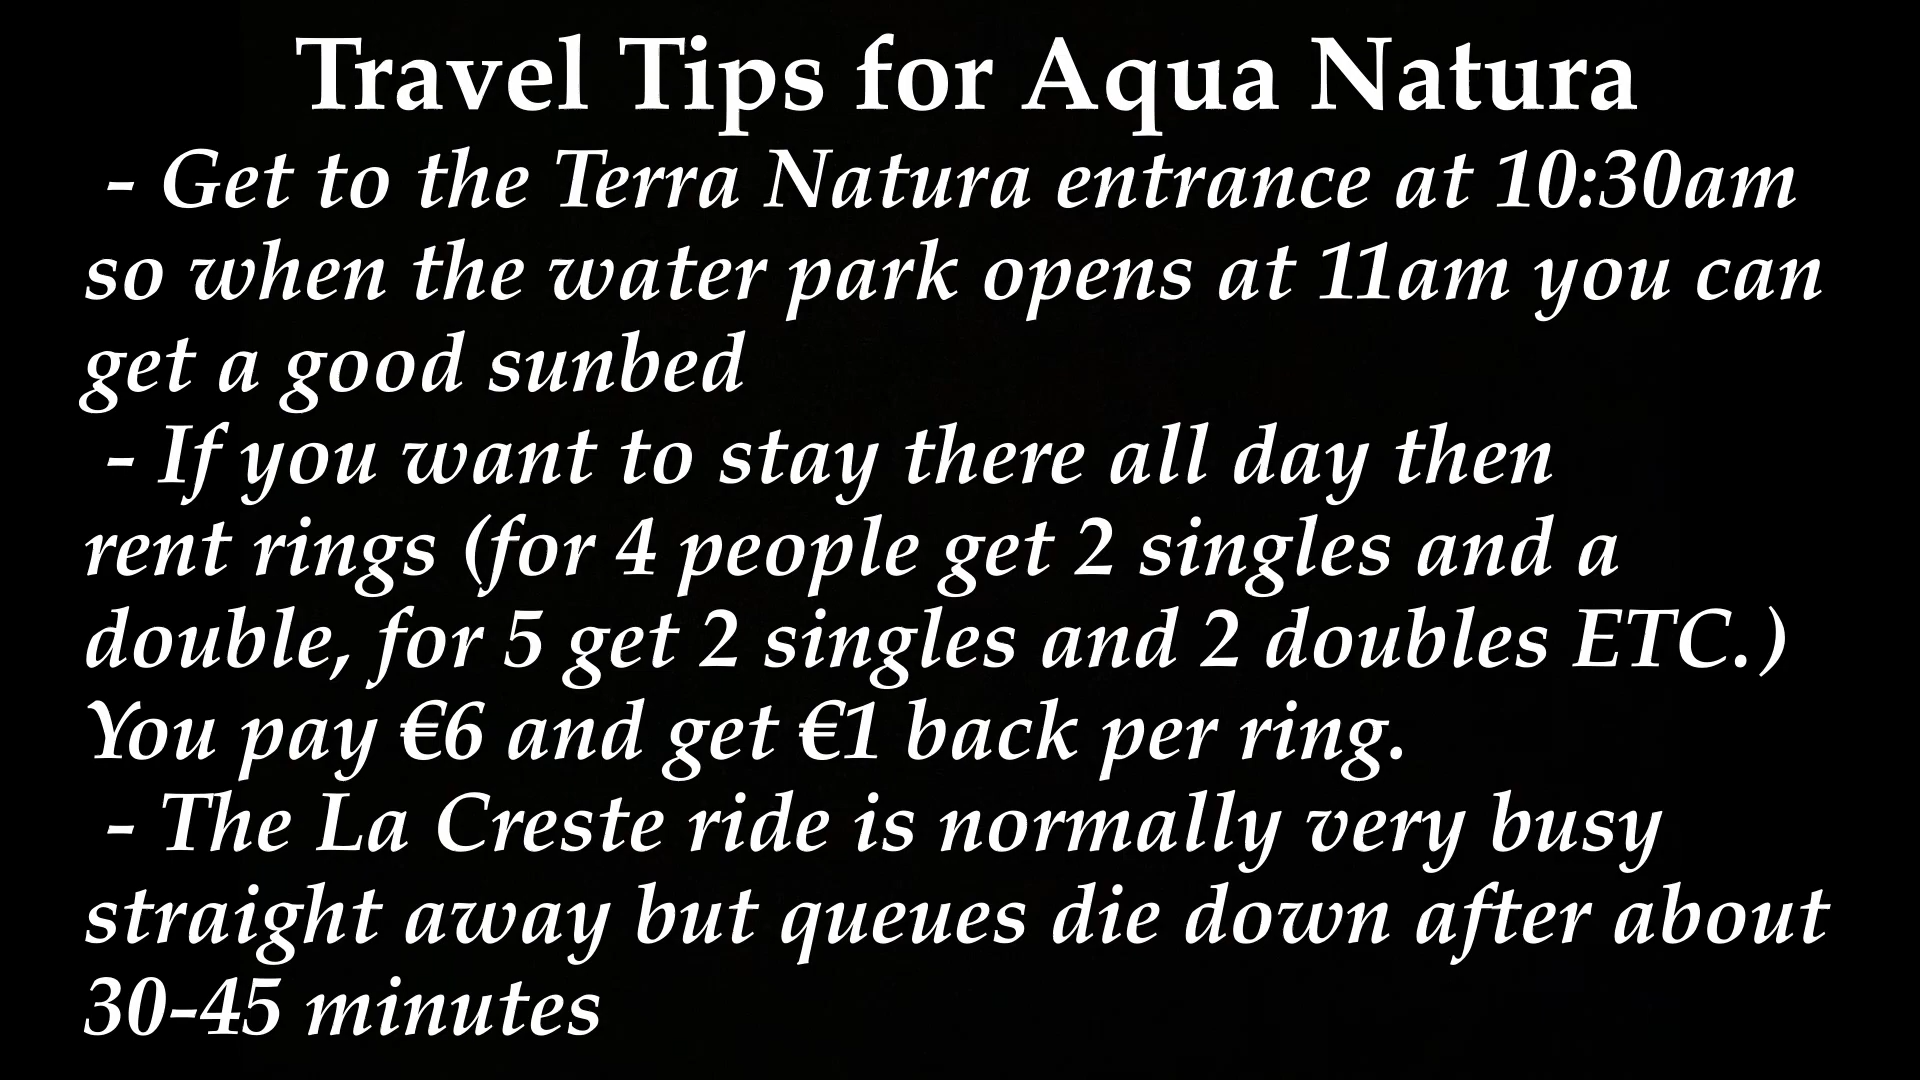 Travel Tips for Aqua Natura
- Get to the Terra Natura entrance at 10:30am
so when the water park opens at 11am you can
get a good sunbed
- If you want to stay there all day then
rent rings (for 4 people get 2 singles and a
double, for 5 get 2 singles and 2 doubles ETC.)
You pay €6 and get €1 back per ring.
- The La Creste ride is normally very busy
straight away but queues die down after about
30-45 minutes